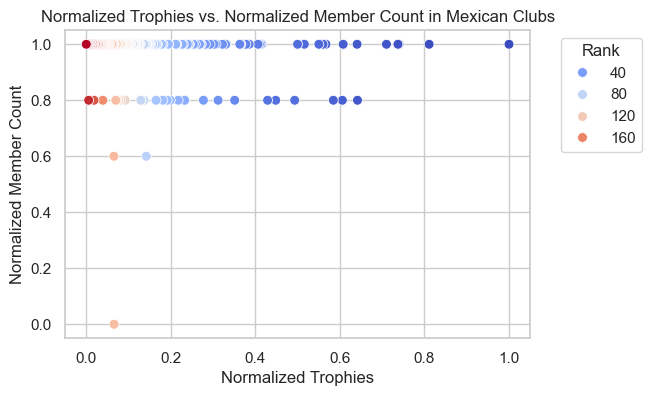 Normalized Trophies vs. Normalized Member Count in Mexican Clubs
Normalized Member Count
1.0
0.8
0.6
0.4
0.2
0.0
0.0 0.2 0.4 0.6 0.8 1.0
Normalized Trophies
Rank
40
80
120
160